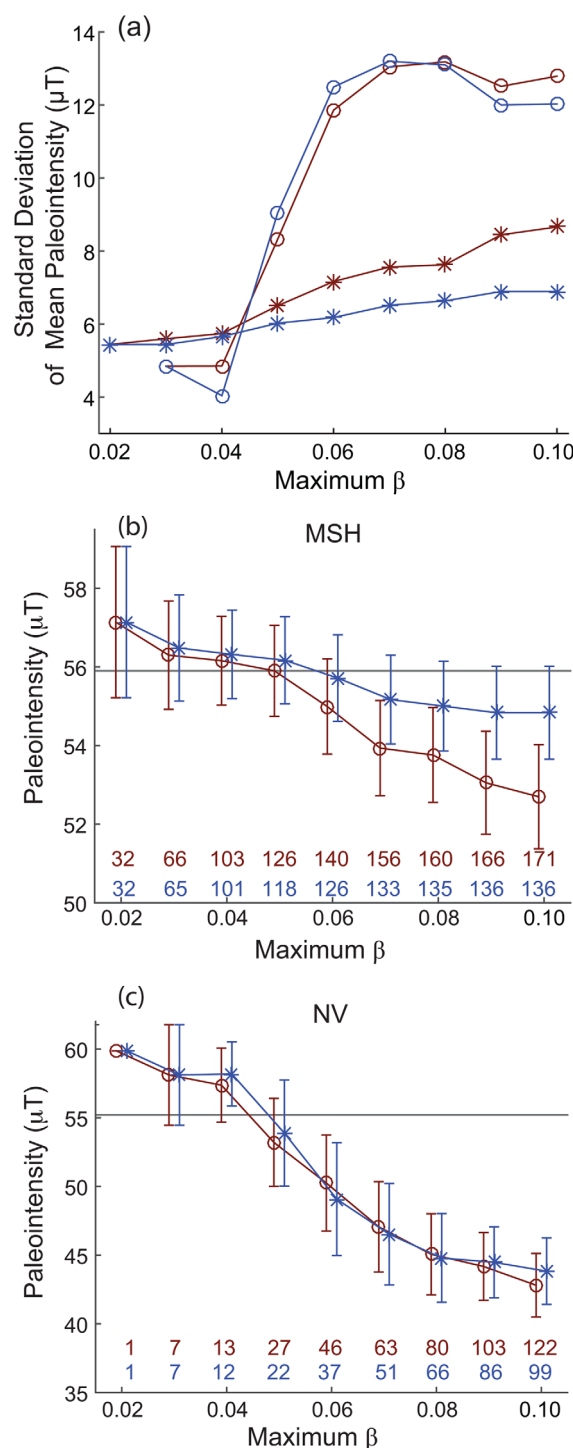 (a)
14
12
10
8
6
4
Standard Deviation
of Mean Paleointensity (μT)
0.02 0.04 0.06 0.08 0.10
Maximum β
(b) MSH
58
56
54
52
50
Paleointensity (μT)
32 66 103 126 140 156 160 166 171
32 65 101 118 126 133 135 136 136
0.02 0.04 0.06 0.08 0.10
Maximum β
(c) NV
60
55
50
45
40
35
Paleointensity (μT)
1 7 13 27 46 63 80 103 122
1 7 12 22 37 51 66 86 99
0.02 0.04 0.06 0.08 0.10
Maximum β